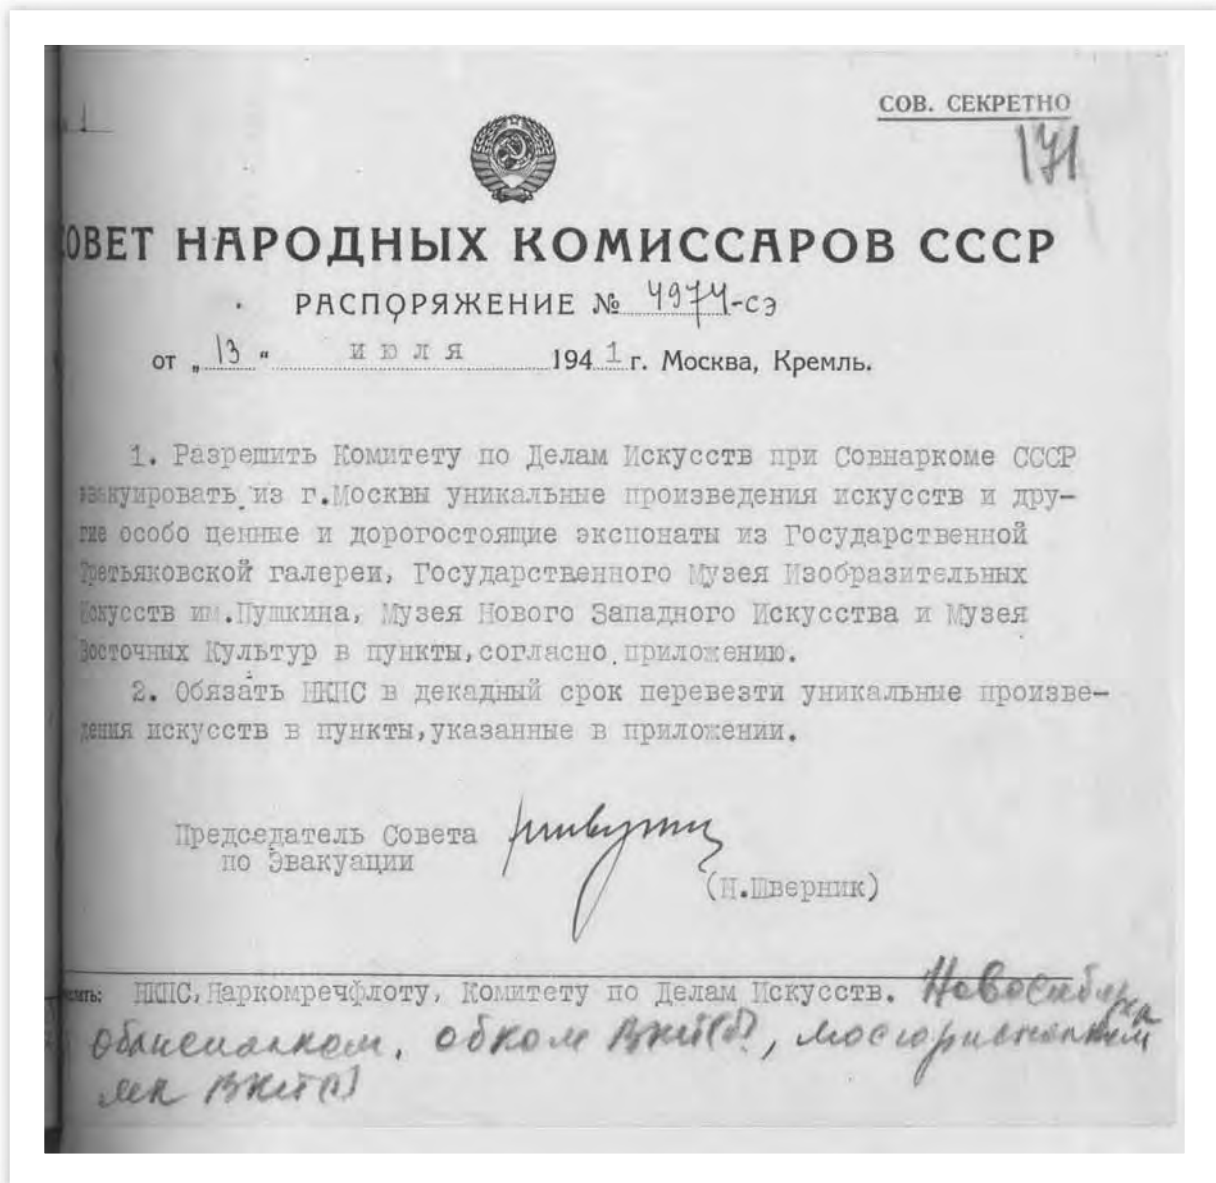 СОВ. СЕКРЕТНО
171
СОВЕТ НАРОДНЫХ КОМИССАРОВ СССР
РАСПОРЯЖЕНИЕ № 4974-сэ
от „13“ июля 1941 г. Москва, Кремль.
1. Разрешить Комитету по Делам Искусств при Совнаркоме СССР
эвакуировать из г.Москвы уникальные произведения искусств и дру-
гие особо ценные и дорогостоящие экспонаты из Государственной
Третьяковской галереи, Государственного Музея Изобразительных
Искусств им.Пушкина, Музея Нового Западного Искусства и Музея
Восточных Культур в пункты, согласно приложению.
2. Обязать НКПС в декадный срок перевезти уникальные произве-
дения искусств в пункты, указанные в приложении.
Председатель Совета
по Эвакуации
(Н.Шверник)
НКПС, Наркомречфлоту, Комитету по Делам Искусств. Новосибирск
облисполком, обком ВКП(б), мосгорисполком
мк ВКП(б)